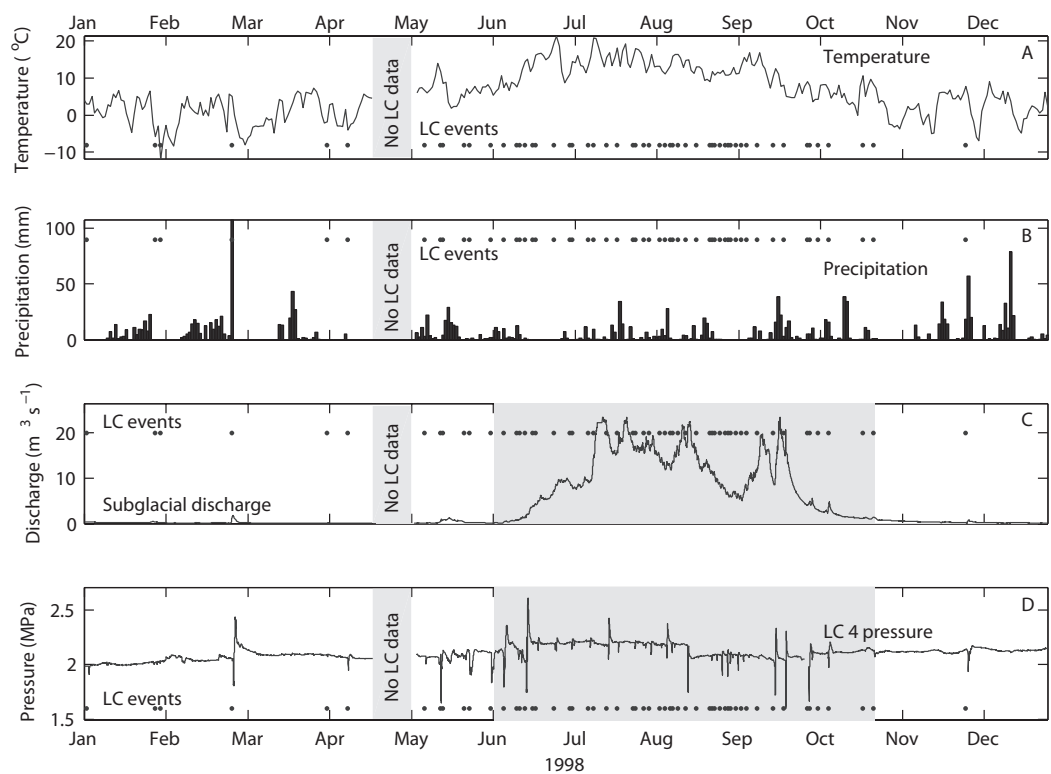 Jan Feb Mar Apr May Jun Jul Aug Sep Oct Nov Dec
Temperature ( °C)
20
10
0
−10
Temperature
A
No LC data
LC events
Precipitation (mm)
100
50
0
No LC data
LC events
B
Precipitation
Discharge (m 3 s −1)
20
10
0
LC events
Subglacial discharge
No LC data
C
Pressure (MPa)
2.5
2
1.5
LC events
No LC data
D
LC 4 pressure
Jan Feb Mar Apr May Jun Jul Aug Sep Oct Nov Dec
1998